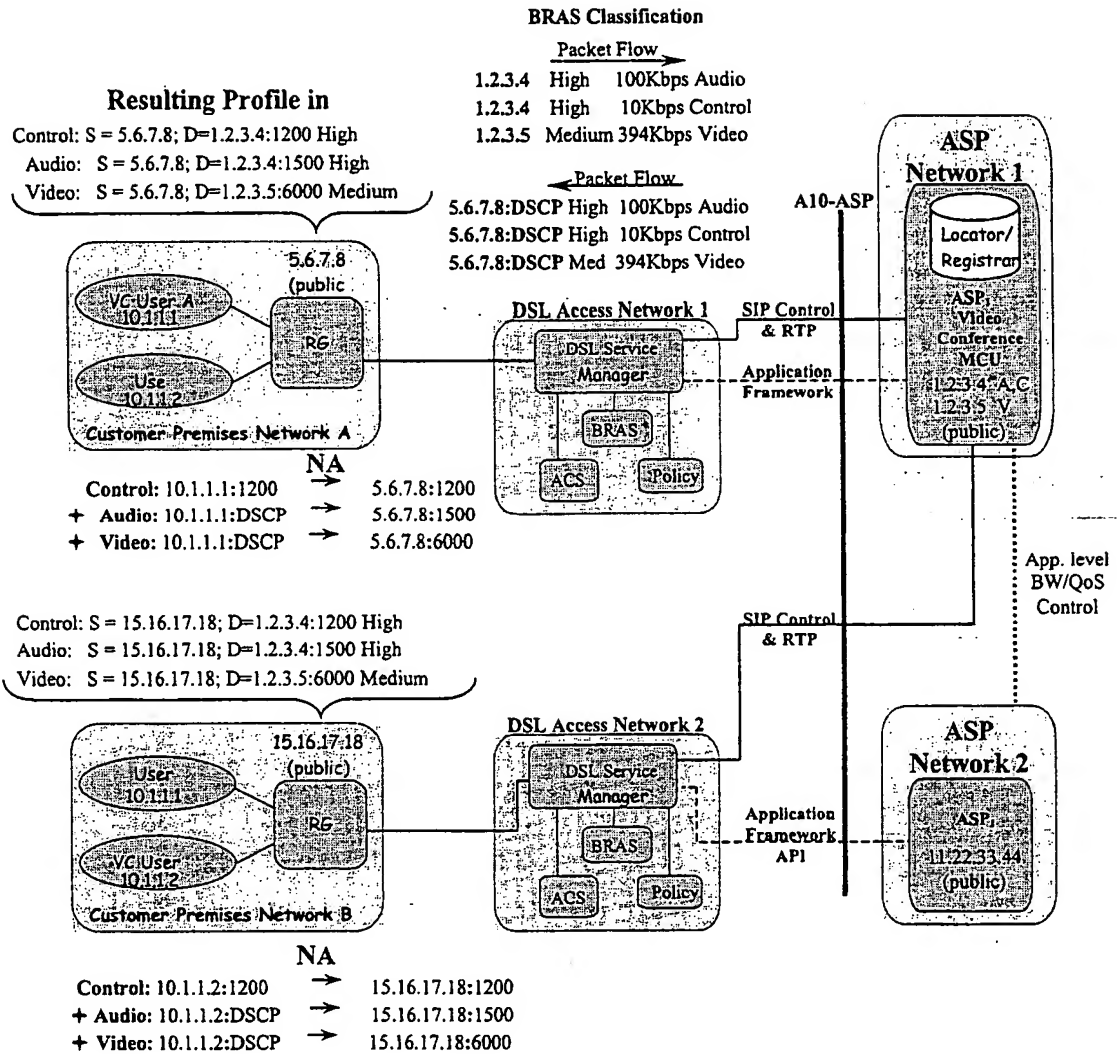 BRAS Classification
Packet Flow
1.2.3.4 High 100Kbps Audio
1.2.3.4 High 10Kbps Control
1.2.3.5 Medium 394Kbps Video
Packet Flow
5.6.7.8:DSCP High 100Kbps Audio
5.6.7.8:DSCP High 10Kbps Control
5.6.7.8:DSCP Med 394Kbps Video
Resulting Profile in
Control: S = 5.6.7.8; D=1.2.3.4:1200 High
Audio: S = 5.6.7.8; D=1.2.3.4:1500 High
Video: S = 5.6.7.8; D=1.2.3.5:6000 Medium
5.6.7.8
(public
VC User A
10.1.1.1
Use
10.1.1.2
RG
Customer Premises Network A
DSL Access Network 1
DSL Service
Manager
BRAS
ACS
Policy
SIP Control
& RTP
Application
Framework
A10-ASP
ASP
Network 1
Locator/
Registrar
ASP1
Video
Conference
MCU
1.2.3.4 A,C
1.2.3.5 V
(public)
NA
Control: 10.1.1.1:1200 → 5.6.7.8:1200
+ Audio: 10.1.1.1:DSCP → 5.6.7.8:1500
+ Video: 10.1.1.1:DSCP → 5.6.7.8:6000
App. level
BW/QoS
Control
Control: S = 15.16.17.18; D=1.2.3.4:1200 High
Audio: S = 15.16.17.18; D=1.2.3.4:1500 High
Video: S = 15.16.17.18; D=1.2.3.5:6000 Medium
SIP Control
& RTP
15.16.17.18
(public)
User
10.1.1.1
VC User
10.1.1.2
RG
Customer Premises Network B
DSL Access Network 2
DSL Service
Manager
BRAS
ACS
Policy
Application
Framework
API
ASP
Network 2
11.22.33.44
(public)
NA
Control: 10.1.1.2:1200 → 15.16.17.18:1200
+ Audio: 10.1.1.2:DSCP → 15.16.17.18:1500
+ Video: 10.1.1.2:DSCP → 15.16.17.18:6000